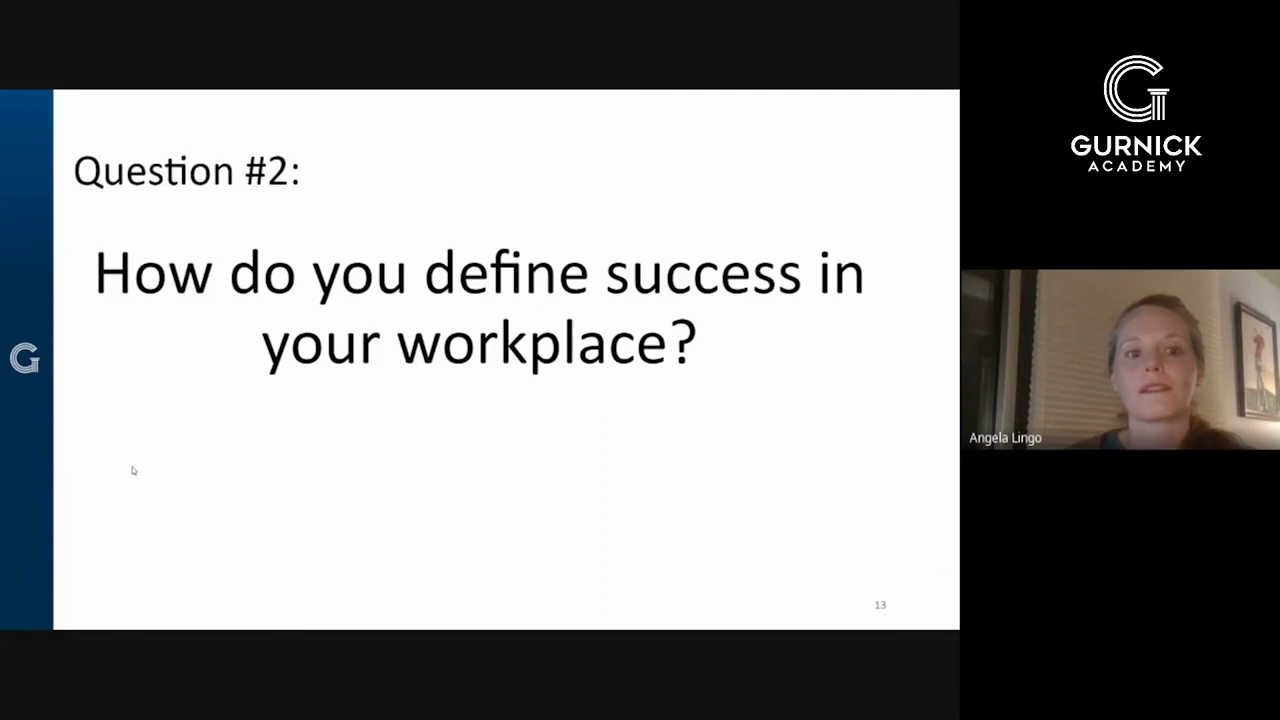 Question #2:
How do you define success in
your workplace?
13
GURNICK
ACADEMY
Angela Lingo